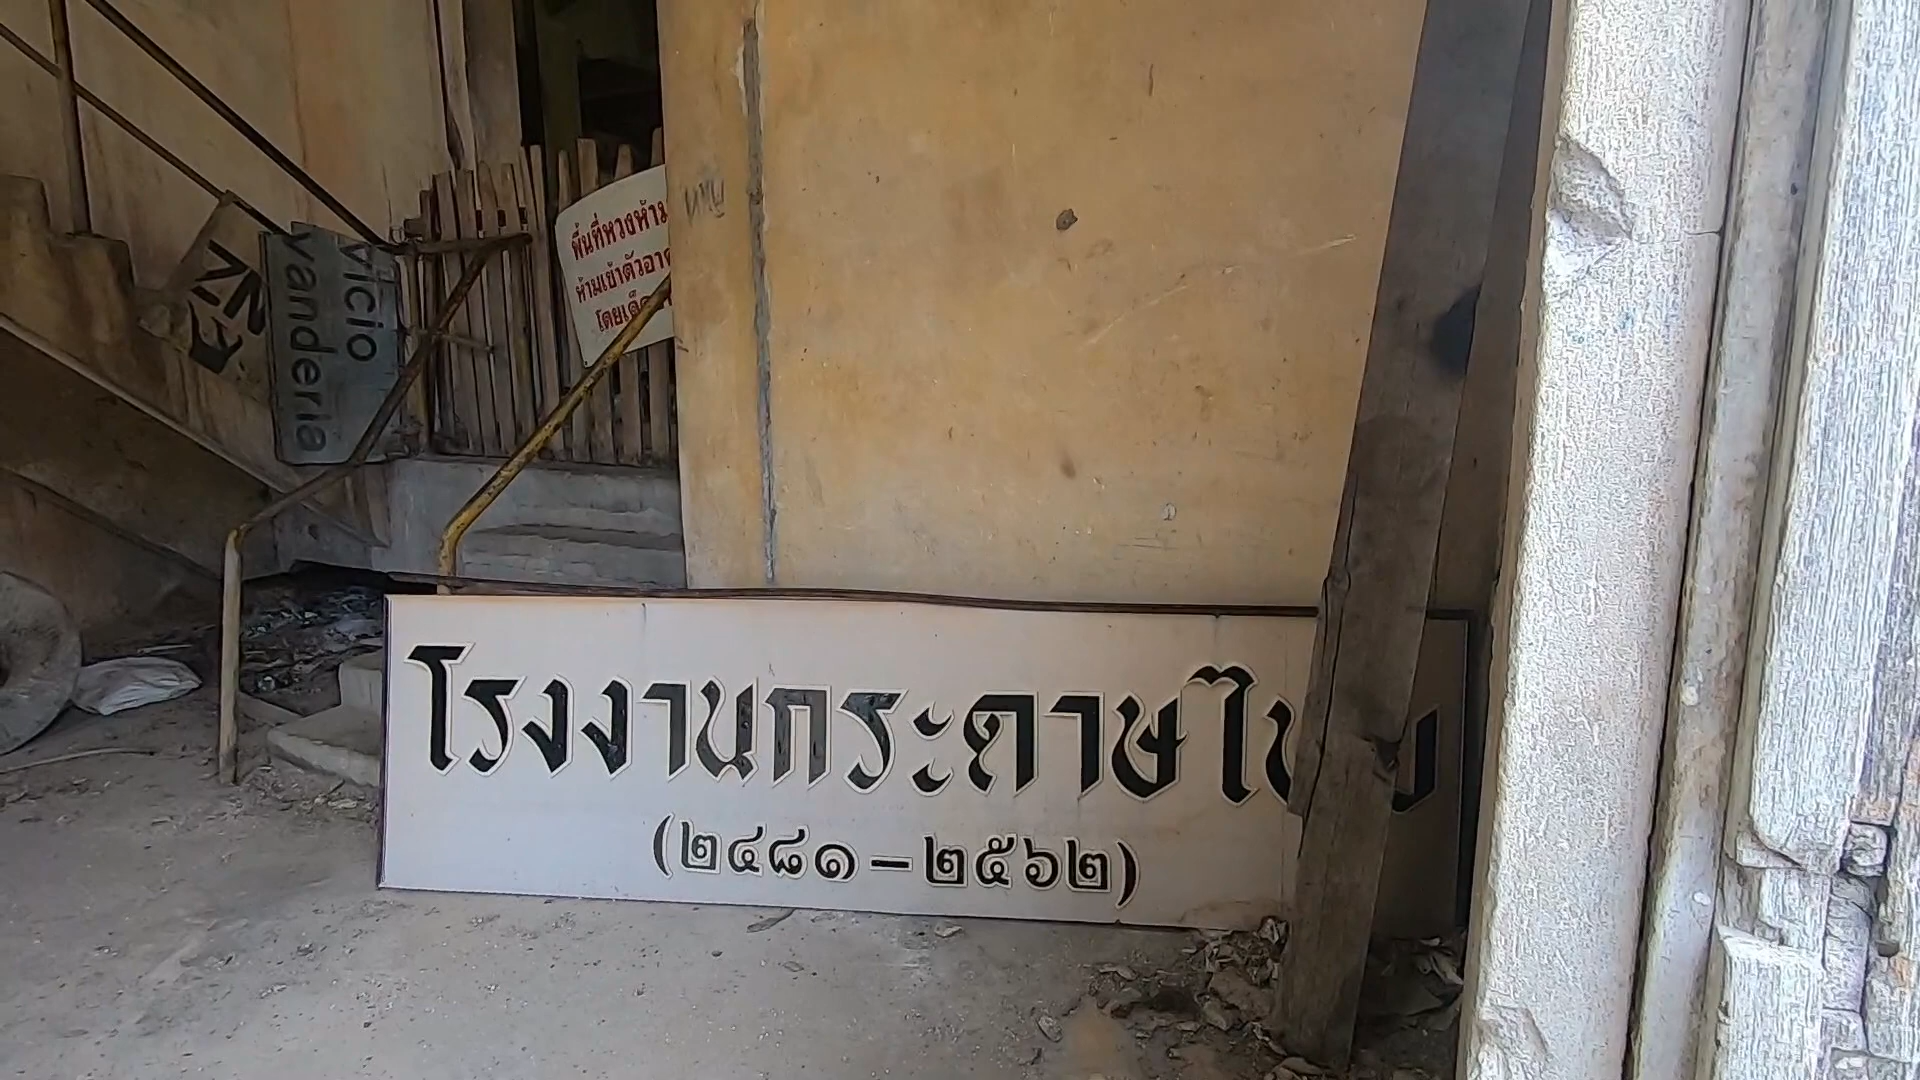 พื้นที่หวงห้าม
ห้ามเข้าตัวอาค
โดยเด็ด
vicio
vanderia
โรงงานกระดาษไทย
(๒๔๘๑ – ๒๕๖๒)